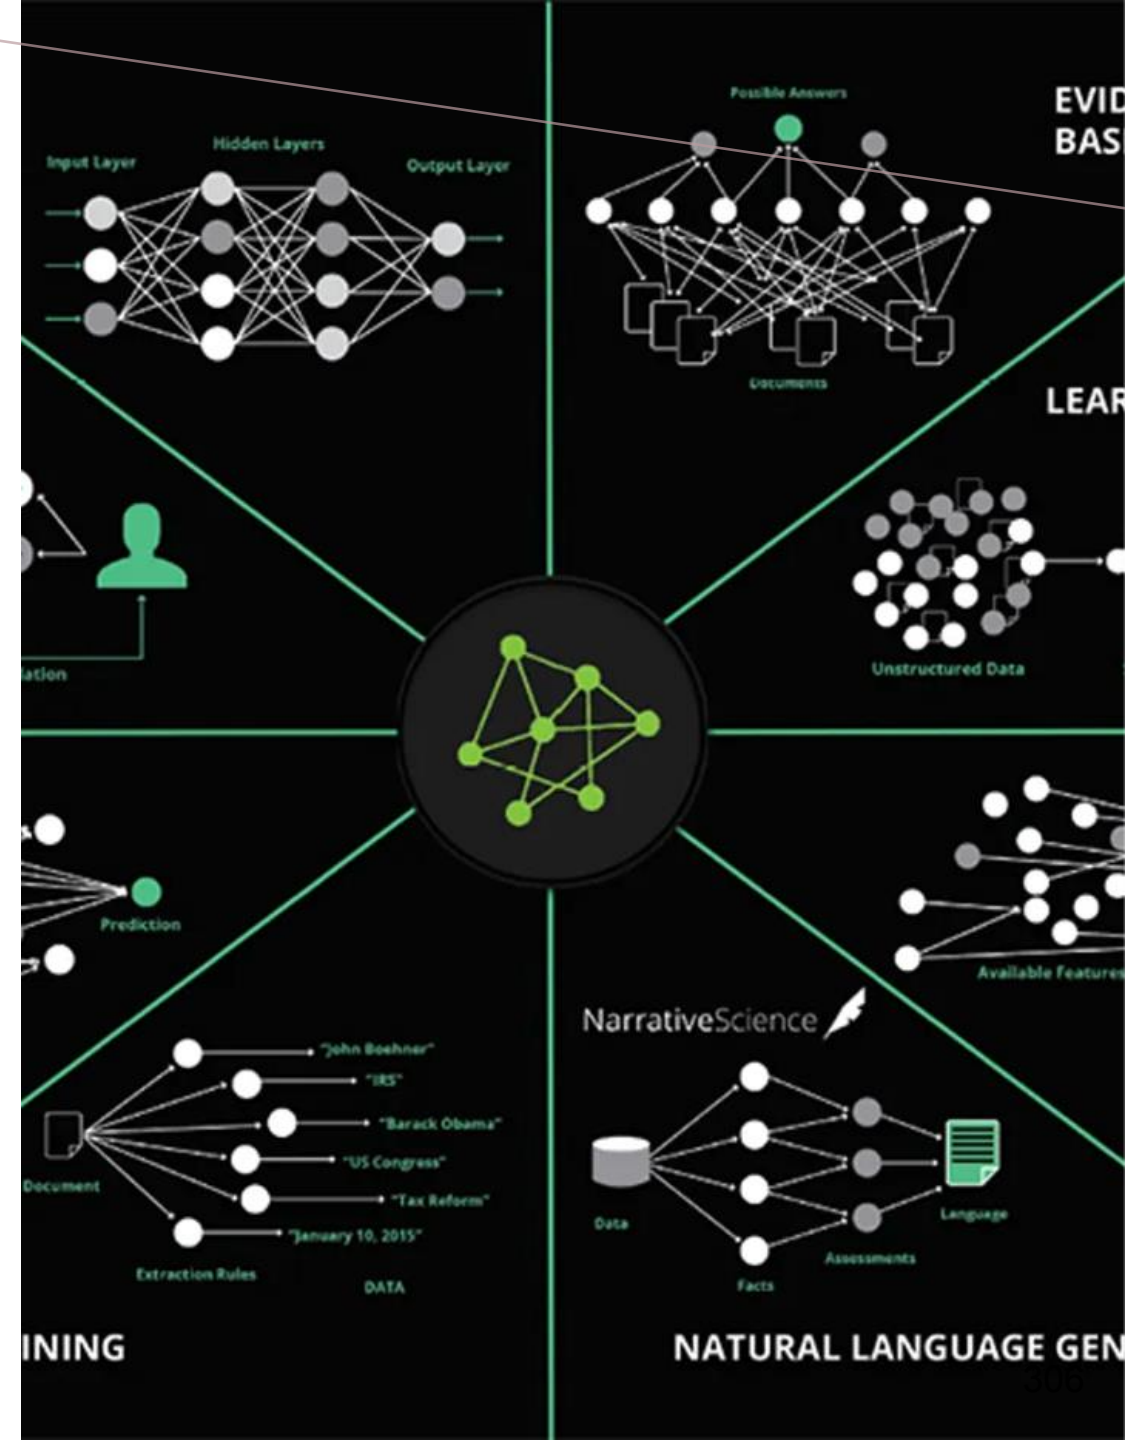 Input Layer
Hidden Layers
Output Layer
Possible Answers
EVID
BAS
Documents
LEAR
Unstructured Data
lation
Prediction
Available Features
Document
"John Boehner"
"IRS"
"Barack Obama"
"US Congress"
"Tax Reform"
"January 10, 2015"
Extraction Rules
DATA
INING
NarrativeScience
Data
Facts
Assessments
Language
NATURAL LANGUAGE GEN
306